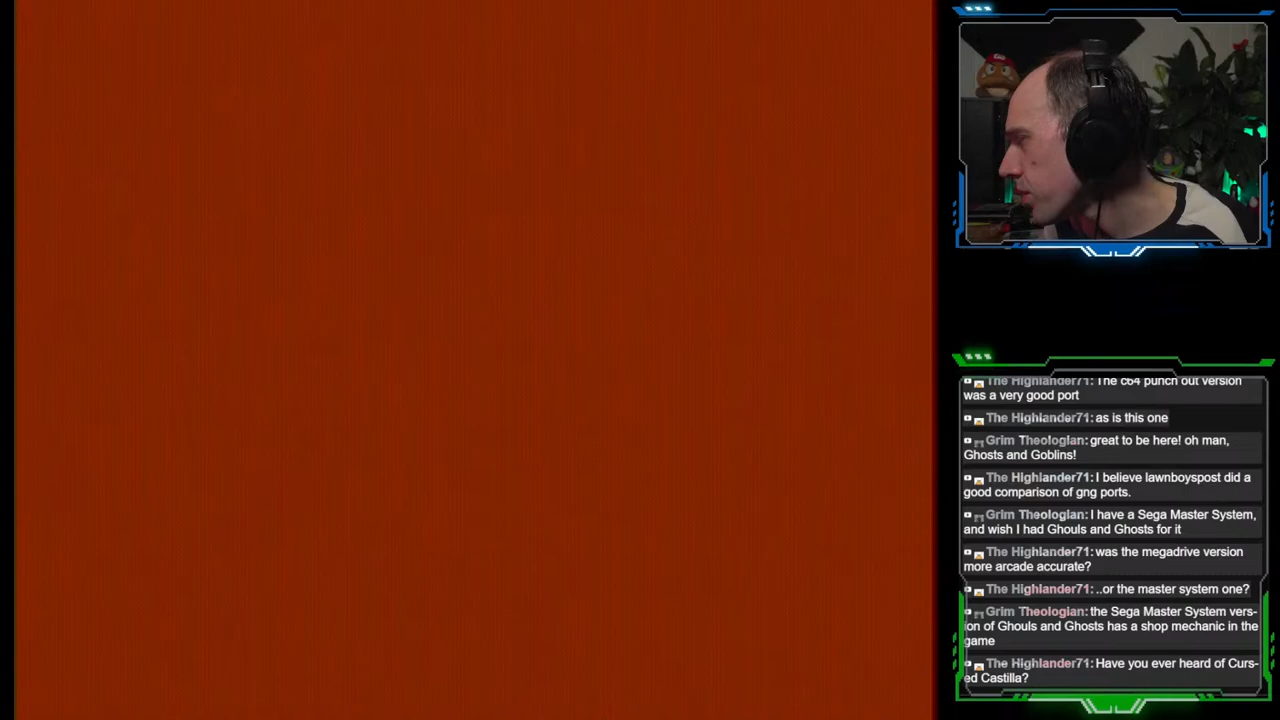 The Highlander71: The c64 punch out version
was a very good port
The Highlander71: as is this one
Grim Theologian: great to be here! oh man,
Ghosts and Goblins!
The Highlander71: I believe lawnboyspost did a
good comparison of gng ports.
Grim Theologian: I have a Sega Master System,
and wish I had Ghouls and Ghosts for it
The Highlander71: was the megadrive version
more arcade accurate?
The Highlander71: ..or the master system one?
Grim Theologian: the Sega Master System vers-
ion of Ghouls and Ghosts has a shop mechanic in the
game
The Highlander71: Have you ever heard of Curs-
ed Castilla?